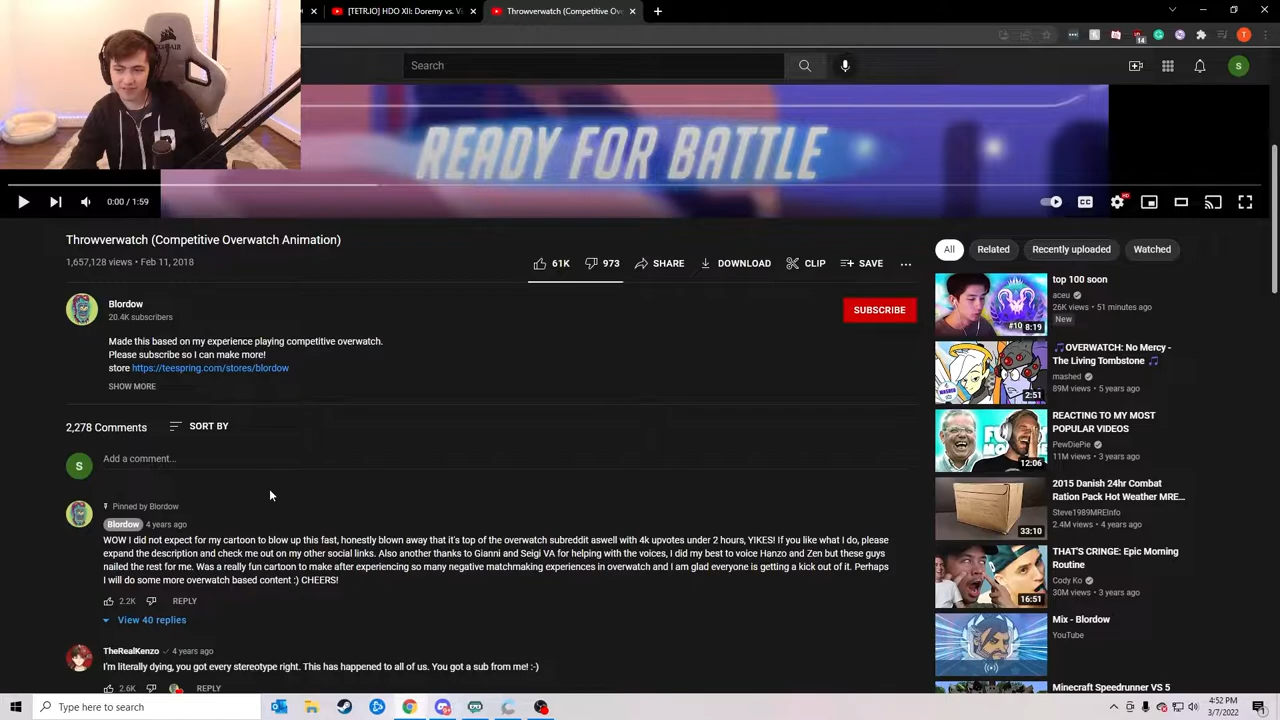 [TETR.IO] HDO XII: Doremy vs. Vi
Throwverwatch (Competitive Ov
14
T
Search
S
READY FOR BATTLE
0:00 / 1:59
CC
HD
Throwverwatch (Competitive Overwatch Animation)
1,657,128 views • Feb 11, 2018
61K
973
SHARE
DOWNLOAD
CLIP
SAVE
Blordow
20.4K subscribers
SUBSCRIBE
Made this based on my experience playing competitive overwatch.
Please subscribe so I can make more!
store https://teespring.com/stores/blordow
SHOW MORE
2,278 Comments
SORT BY
S
Add a comment...
Pinned by Blordow
Blordow 4 years ago
WOW I did not expect for my cartoon to blow up this fast, honestly blown away that it's top of the overwatch subreddit aswell with 4k upvotes under 2 hours, YIKES! If you like what I do, please
expand the description and check me out on my other social links. Also another thanks to Gianni and Seigi VA for helping with the voices, I did my best to voice Hanzo and Zen but these guys
nailed the rest for me. Was a really fun cartoon to make after experiencing so many negative matchmaking experiences in overwatch and I am glad everyone is getting a kick out of it. Perhaps
I will do some more overwatch based content :) CHEERS!
2.2K
REPLY
View 40 replies
TheRealKenzo 4 years ago
I'm literally dying, you got every stereotype right. This has happened to all of us. You got a sub from me! :-)
2.6K
REPLY
All
Related
Recently uploaded
Watched
top 100 soon
aceu
26K views • 51 minutes ago
New
#10 8:19
🎵OVERWATCH: No Mercy -
The Living Tombstone 🎵
mashed
89M views • 5 years ago
2:51
REACTING TO MY MOST
POPULAR VIDEOS
PewDiePie
11M views • 3 years ago
12:06
2015 Danish 24hr Combat
Ration Pack Hot Weather MRE...
Steve1989MREInfo
2.4M views • 4 years ago
33:10
THAT'S CRINGE: Epic Morning
Routine
Cody Ko
30M views • 3 years ago
16:51
Mix - Blordow
YouTube
Minecraft Speedrunner VS 5
Type here to search
4:52 PM
3/7/2022
1